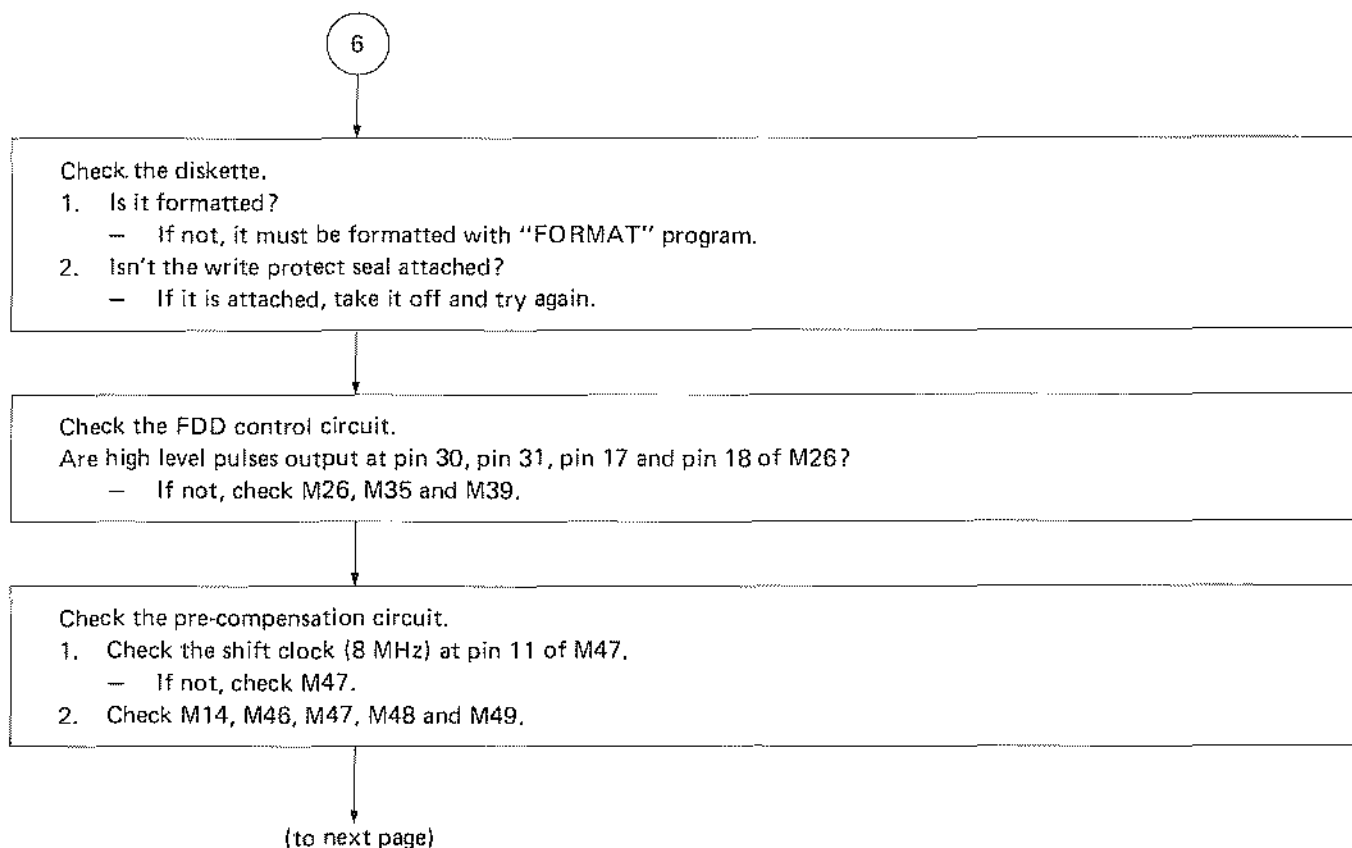 6
Check the diskette.
1. Is it formatted?
— If not, it must be formatted with "FORMAT" program.
2. Isn't the write protect seal attached?
— If it is attached, take it off and try again.
Check the FDD control circuit.
Are high level pulses output at pin 30, pin 31, pin 17 and pin 18 of M26?
— If not, check M26, M35 and M39.
Check the pre-compensation circuit.
1. Check the shift clock (8 MHz) at pin 11 of M47.
— If not, check M47.
2. Check M14, M46, M47, M48 and M49.
(to next page)